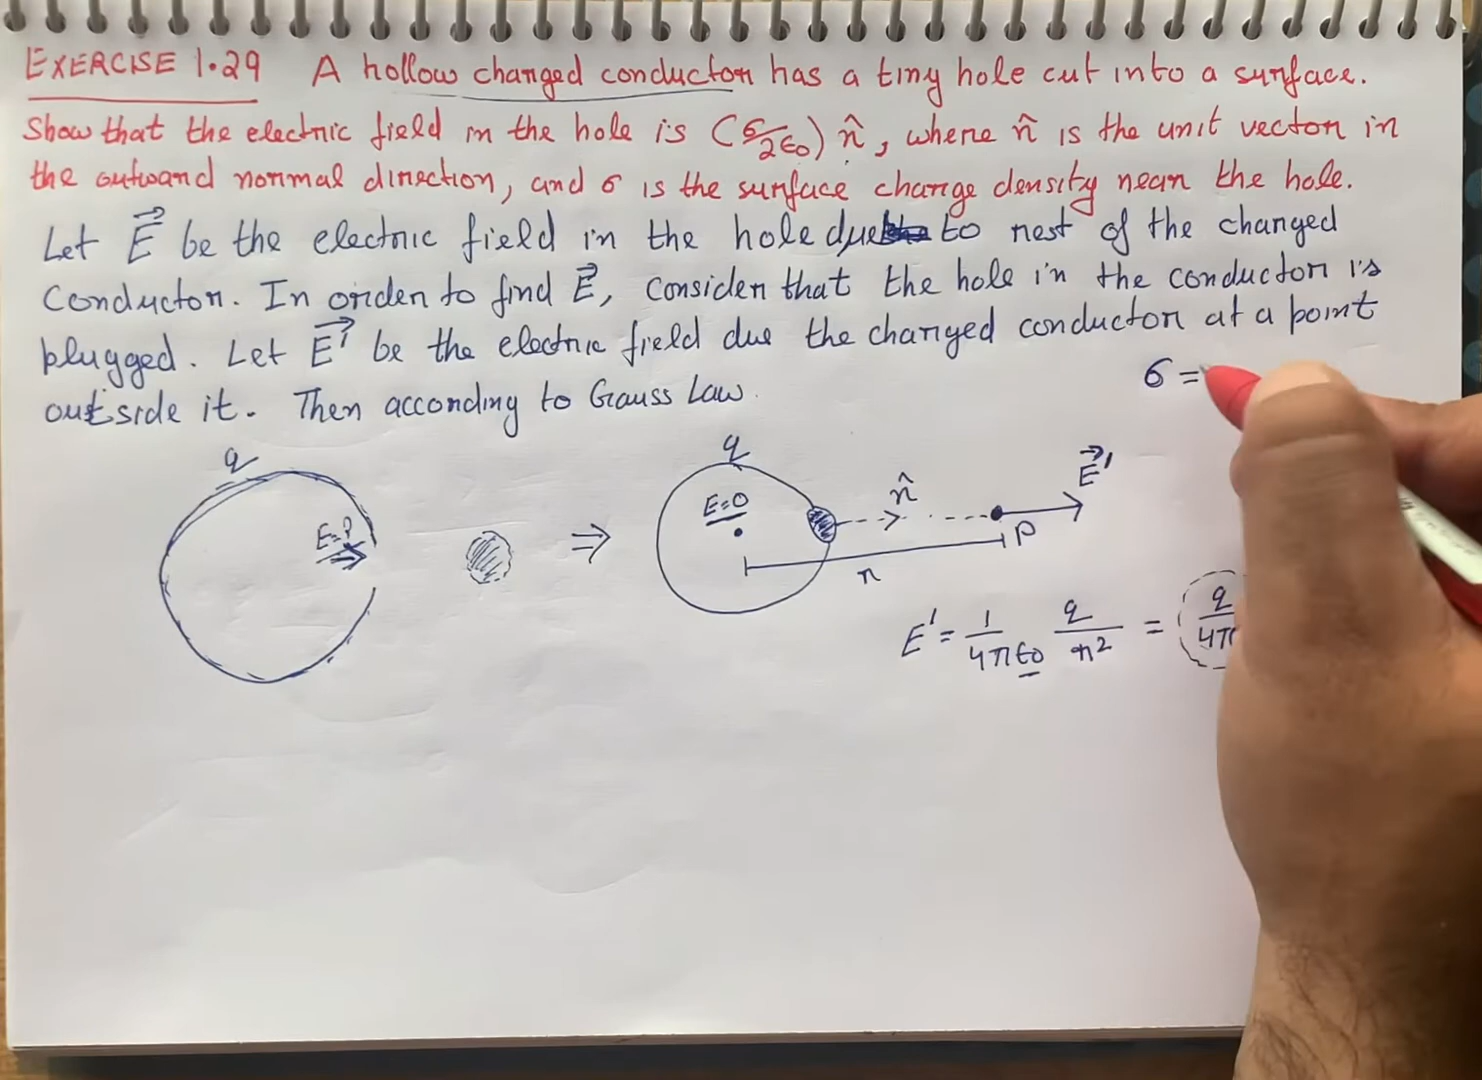 EXERCISE 1.29 A hollow charged conductor has a tiny hole cut into a surface.
Show that the electric field in the hole is (σ/2ε0) n̂, where n̂ is the unit vector in
the outward normal direction, and σ is the surface charge density near the hole.
Let E⃗ be the electric field in the hole due to rest of the charged
conductor. In order to find E⃗, consider that the hole in the conductor is
plugged. Let E⃗' be the electric field due the charged conductor at a point
outside it. Then according to Gauss Law.
σ =
q
E=?
⇒
q
E=0
n̂
P
E⃗'
r
E' = 1/4πε0 q/r² = q/4π